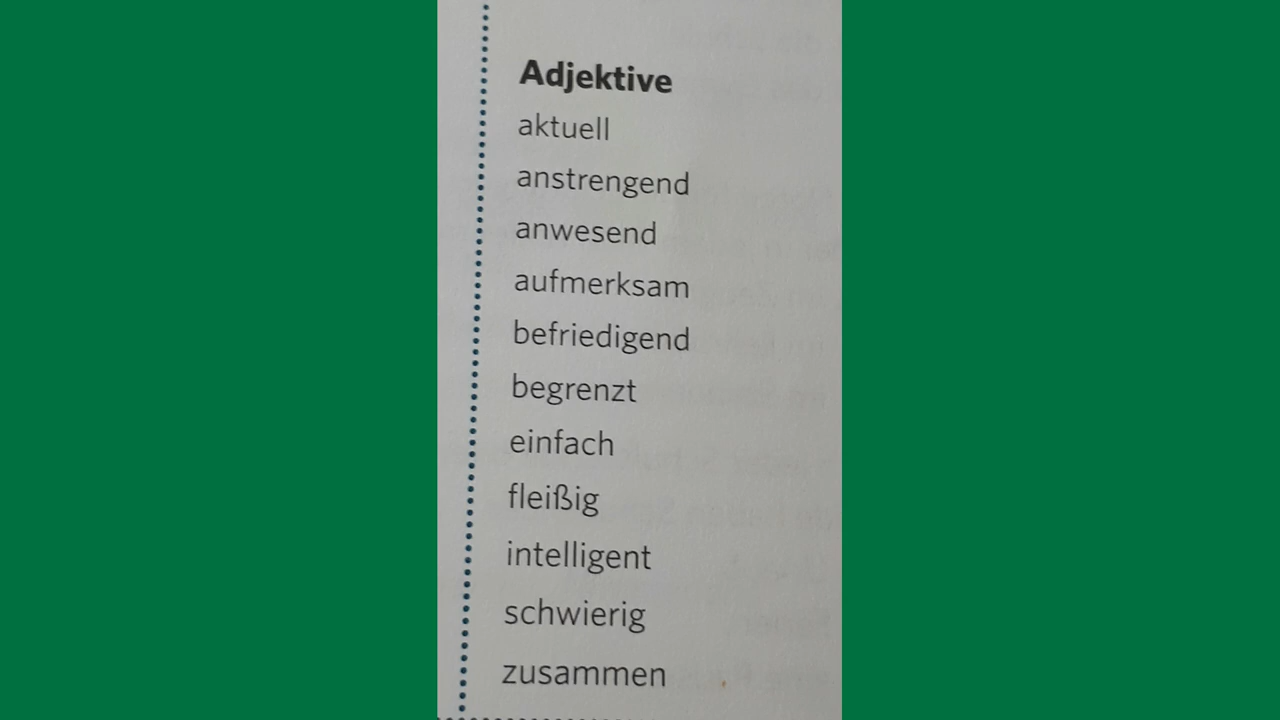 Adjektive
aktuell
anstrengend
anwesend
aufmerksam
befriedigend
begrenzt
einfach
fleißig
intelligent
schwierig
zusammen